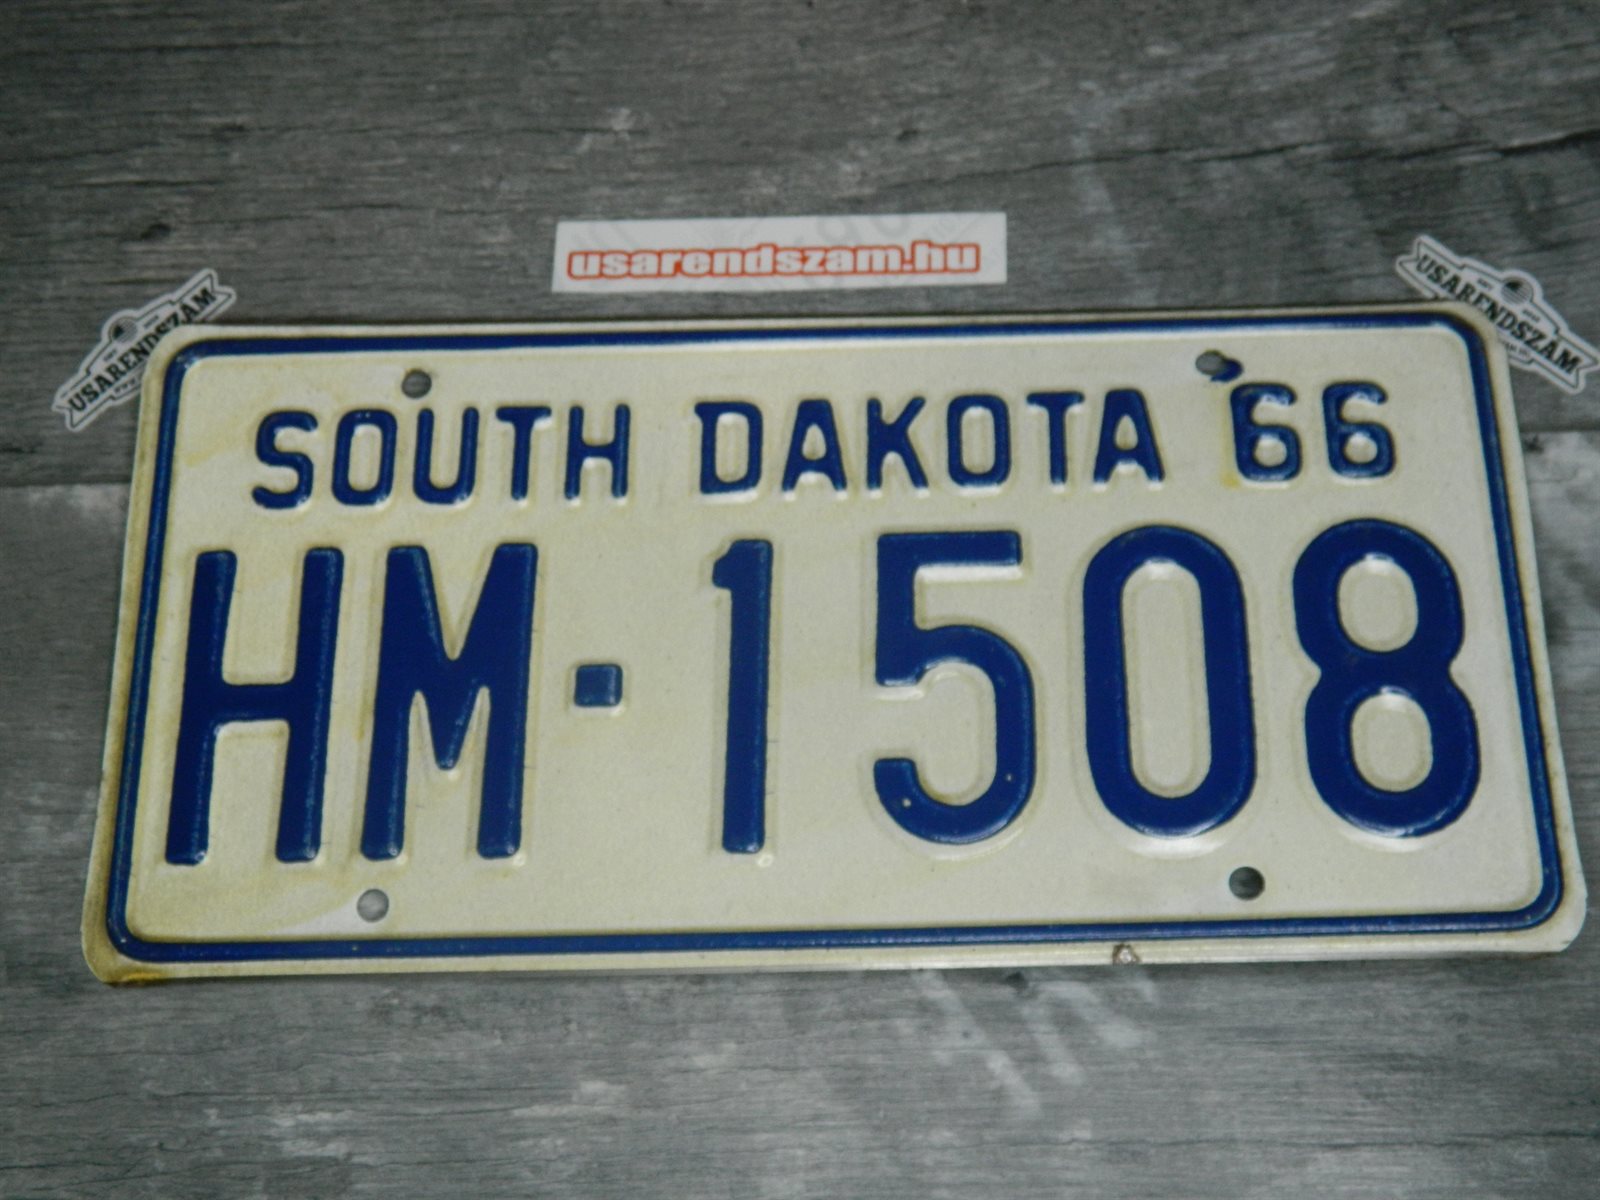 usarendszam.hu
USARENDSZAM
USARENDSZAM
SOUTH DAKOTA '66
HM-1508